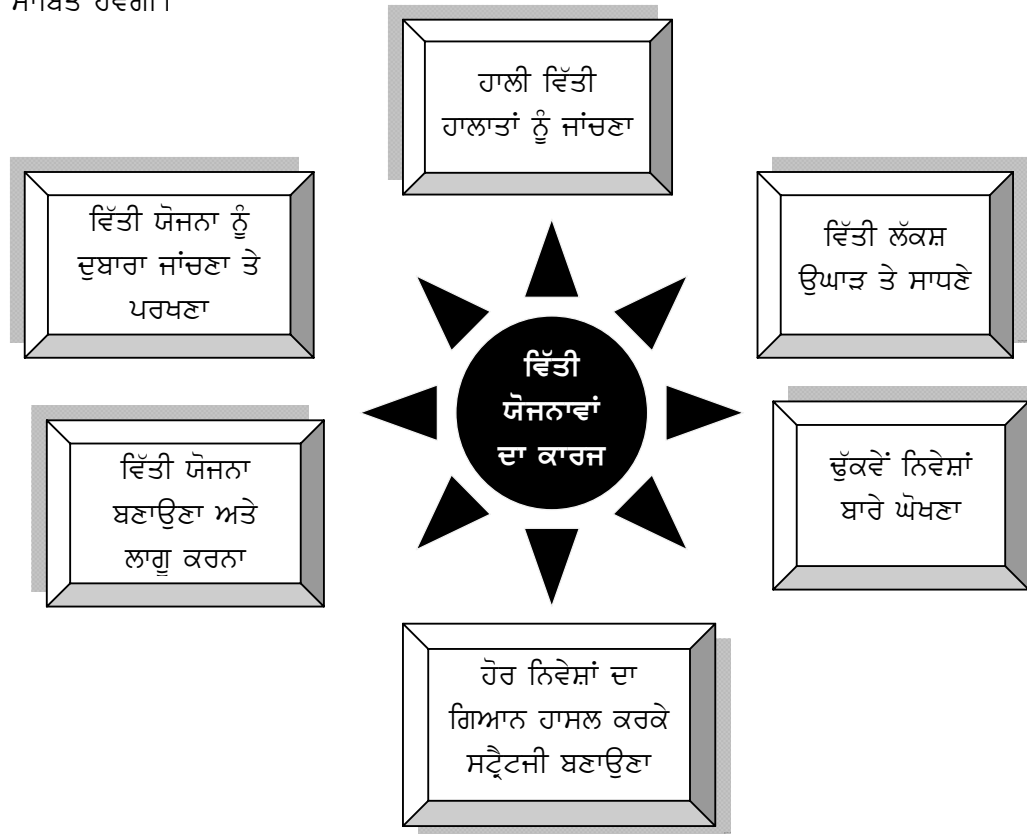 ਸਾਬਿਤ ਹੋਵੇਗੀ।
ਹਾਲੀ ਵਿੱਤੀ
ਹਾਲਾਤਾਂ ਨੂੰ ਜਾਂਚਣਾ
ਵਿੱਤੀ ਲੱਕਸ਼
ਉਘਾੜ ਤੇ ਸਾਧਣੇ
ਢੁੱਕਵੇਂ ਨਿਵੇਸ਼ਾਂ
ਬਾਰੇ ਘੋਖਣਾ
ਹੋਰ ਨਿਵੇਸ਼ਾਂ ਦਾ
ਗਿਆਨ ਹਾਸਲ ਕਰਕੇ
ਸਟ੍ਰੈਟਜੀ ਬਣਾਉਣਾ
ਵਿੱਤੀ ਯੋਜਨਾ
ਬਣਾਉਣਾ ਅਤੇ
ਲਾਗੂ ਕਰਨਾ
ਵਿੱਤੀ ਯੋਜਨਾ ਨੂੰ
ਦੁਬਾਰਾ ਜਾਂਚਣਾ ਤੇ
ਪਰਖਣਾ
ਵਿੱਤੀ
ਯੋਜਨਾਵਾਂ
ਦਾ ਕਾਰਜ